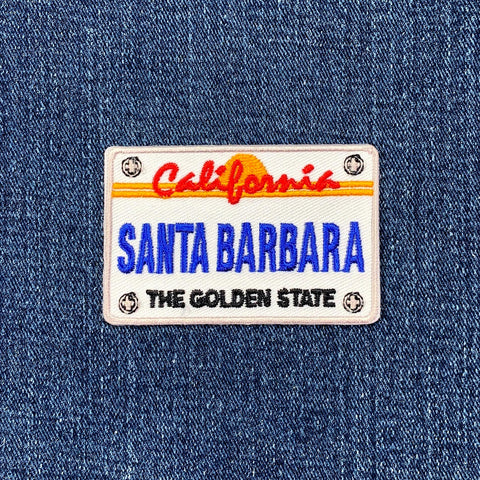 California
SANTA BARBARA
THE GOLDEN STATE